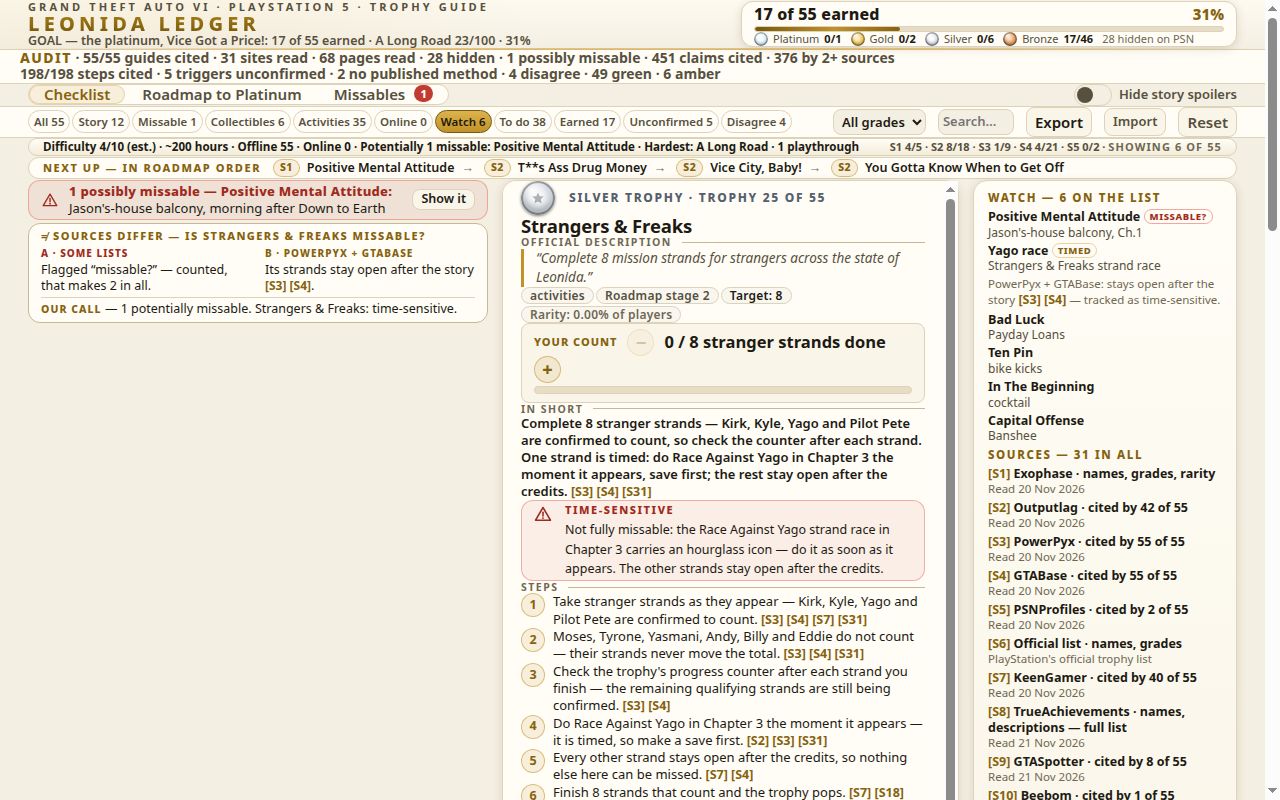 GRAND THEFT AUTO VI · PLAYSTATION 5 · TROPHY GUIDE
LEONIDA LEDGER
GOAL — the platinum, Vice Got a Price!: 17 of 55 earned · A Long Road 23/100 · 31%
17 of 55 earned
31%
Platinum 0/1 Gold 0/2 Silver 0/6 Bronze 17/46 28 hidden on PSN
AUDIT · 55/55 guides cited · 31 sites read · 68 pages read · 28 hidden · 1 possibly missable · 451 claims cited · 376 by 2+ sources
198/198 steps cited · 5 triggers unconfirmed · 2 no published method · 4 disagree · 49 green · 6 amber
Checklist Roadmap to Platinum Missables 1
Hide story spoilers
All 55 Story 12 Missable 1 Collectibles 6 Activities 35 Online 0 Watch 6 To do 38 Earned 17 Unconfirmed 5 Disagree 4
All grades Search... Export Import Reset
Difficulty 4/10 (est.) · ~200 hours · Offline 55 · Online 0 · Potentially 1 missable: Positive Mental Attitude · Hardest: A Long Road · 1 playthrough
S1 4/5 · S2 8/18 · S3 1/9 · S4 4/21 · S5 0/2 · SHOWING 6 OF 55
NEXT UP — IN ROADMAP ORDER S1 Positive Mental Attitude → S2 T**s Ass Drug Money → S2 Vice City, Baby! → S2 You Gotta Know When to Get Off
1 possibly missable — Positive Mental Attitude:
Jason's-house balcony, morning after Down to Earth
Show it
≠ SOURCES DIFFER — IS STRANGERS & FREAKS MISSABLE?
A · SOME LISTS
Flagged “missable?” — counted,
that makes 2 in all.
B · POWERPYX + GTABASE
Its strands stay open after the story
[S3] [S4].
OUR CALL — 1 potentially missable. Strangers & Freaks: time-sensitive.
SILVER TROPHY · TROPHY 25 OF 55
Strangers & Freaks
OFFICIAL DESCRIPTION
“Complete 8 mission strands for strangers across the state of
Leonida.”
activities Roadmap stage 2 Target: 8
Rarity: 0.00% of players
YOUR COUNT − 0 / 8 stranger strands done
+
IN SHORT
Complete 8 stranger strands — Kirk, Kyle, Yago and Pilot Pete
are confirmed to count, so check the counter after each strand.
One strand is timed: do Race Against Yago in Chapter 3 the
moment it appears, save first; the rest stay open after the
credits. [S3] [S4] [S31]
TIME-SENSITIVE
Not fully missable: the Race Against Yago strand race in
Chapter 3 carries an hourglass icon — do it as soon as it
appears. The other strands stay open after the credits.
STEPS
1 Take stranger strands as they appear — Kirk, Kyle, Yago and
Pilot Pete are confirmed to count. [S3] [S4] [S7] [S31]
2 Moses, Tyrone, Yasmani, Andy, Billy and Eddie do not count
— their strands never move the total. [S3] [S4] [S31]
3 Check the trophy's progress counter after each strand you
finish — the remaining qualifying strands are still being
confirmed. [S3] [S4]
4 Do Race Against Yago in Chapter 3 the moment it appears —
it is timed, so make a save first. [S2] [S3] [S31]
5 Every other strand stays open after the credits, so nothing
else here can be missed. [S7] [S4]
6 Finish 8 strands that count and the trophy pops. [S7] [S18]
WATCH — 6 ON THE LIST
Positive Mental Attitude MISSABLE?
Jason's-house balcony, Ch.1
Yago race TIMED
Strangers & Freaks strand race
PowerPyx + GTABase: stays open after the
story [S3] [S4] — tracked as time-sensitive.
Bad Luck
Payday Loans
Ten Pin
bike kicks
In The Beginning
cocktail
Capital Offense
Banshee
SOURCES — 31 IN ALL
[S1] Exophase · names, grades, rarity
Read 20 Nov 2026
[S2] Outputlag · cited by 42 of 55
Read 20 Nov 2026
[S3] PowerPyx · cited by 55 of 55
Read 20 Nov 2026
[S4] GTABase · cited by 55 of 55
Read 20 Nov 2026
[S5] PSNProfiles · cited by 2 of 55
Read 20 Nov 2026
[S6] Official list · names, grades
PlayStation's official trophy list
[S7] KeenGamer · cited by 40 of 55
Read 20 Nov 2026
[S8] TrueAchievements · names,
descriptions — full list
Read 21 Nov 2026
[S9] GTASpotter · cited by 8 of 55
Read 21 Nov 2026
[S10] Beebom · cited by 1 of 55